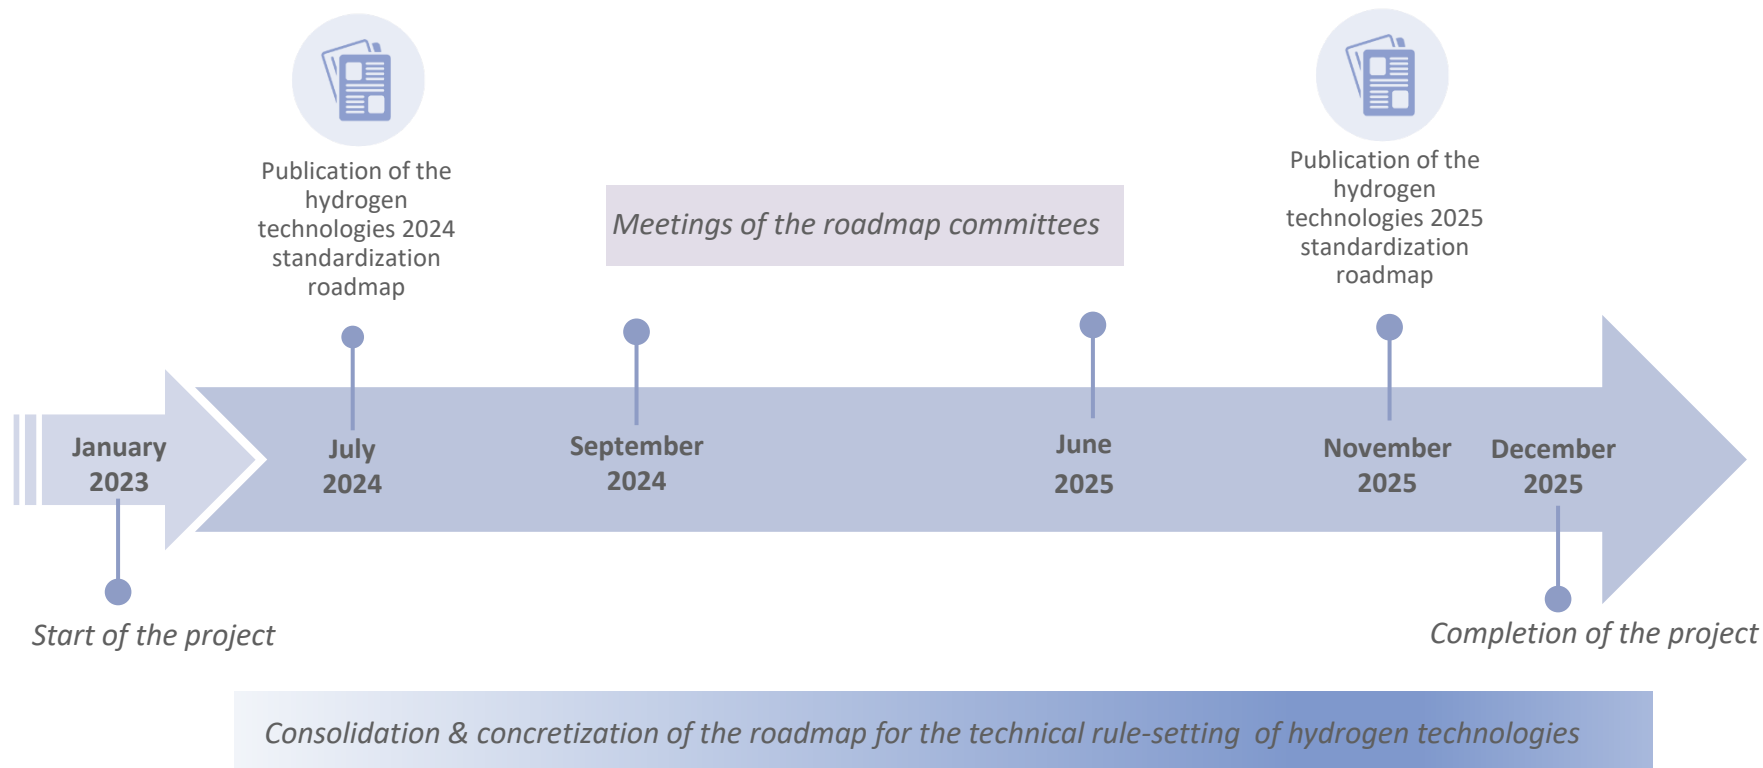 Publication of the
hydrogen
technologies 2024
standardization
roadmap
Meetings of the roadmap committees
Publication of the
hydrogen
technologies 2025
standardization
roadmap
January
2023
July
2024
September
2024
June
2025
November
2025
December
2025
Start of the project
Completion of the project
Consolidation & concretization of the roadmap for the technical rule-setting of hydrogen technologies